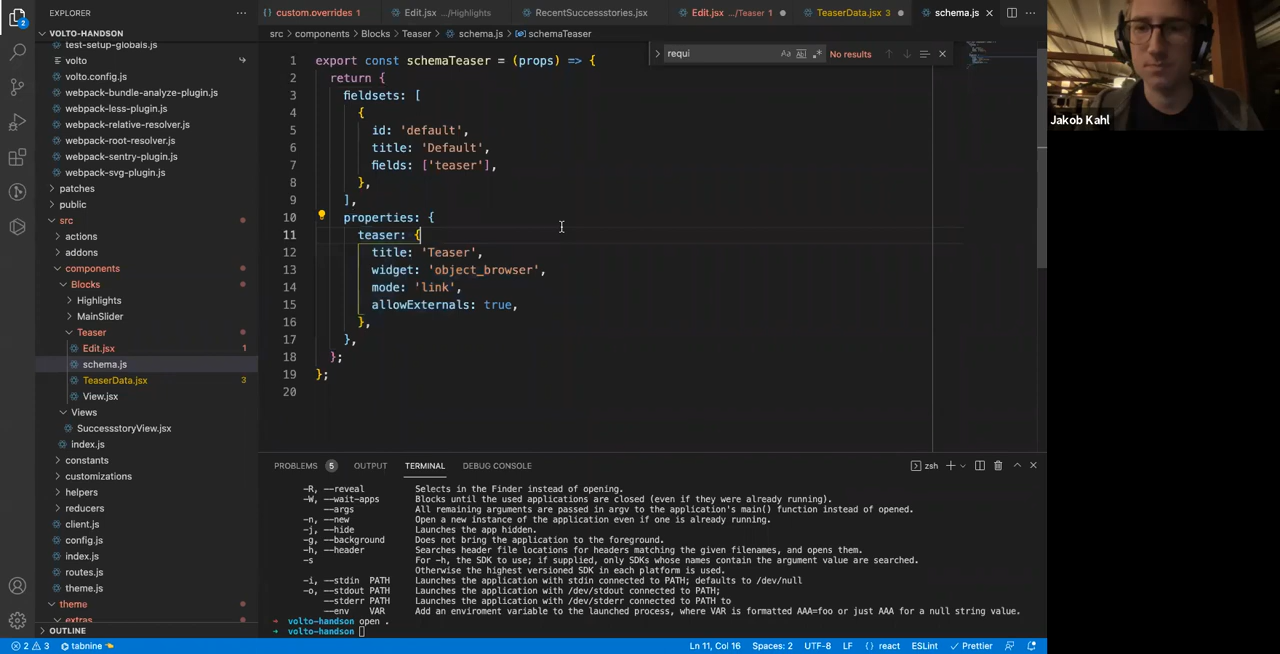 EXPLORER
custom.overrides 1
Edit.jsx .../Highlights
RecentSuccessstories.jsx
Edit.jsx .../Teaser 1
TeaserData.jsx 3
schema.js
VOLTO-HANDSON
src > components > Blocks > Teaser > schema.js > schemaTeaser
requi
No results
test-setup-globals.js
volto
volto.config.js
webpack-bundle-analyze-plugin.js
webpack-less-plugin.js
webpack-relative-resolver.js
webpack-root-resolver.js
webpack-sentry-plugin.js
webpack-svg-plugin.js
patches
public
src
actions
addons
components
Blocks
Highlights
MainSlider
Teaser
Edit.jsx 1
schema.js
TeaserData.jsx 3
View.jsx
Views
SuccessstoryView.jsx
index.js
constants
customizations
helpers
reducers
client.js
config.js
index.js
routes.js
theme.js
theme
extras
OUTLINE
1 export const schemaTeaser = (props) => {
2 return {
3 fieldsets: [
4 {
5 id: 'default',
6 title: 'Default',
7 fields: ['teaser'],
8 },
9 ],
10 properties: {
11 teaser: {
12 title: 'Teaser',
13 widget: 'object_browser',
14 mode: 'link',
15 allowExternals: true,
16 },
17 },
18 };
19 };
20
Jakob Kahl
PROBLEMS 5 OUTPUT TERMINAL DEBUG CONSOLE
zsh
-R, --reveal Selects in the Finder instead of opening.
-W, --wait-apps Blocks until the used applications are closed (even if they were already running).
--args All remaining arguments are passed in argv to the application's main() function instead of opened.
-n, --new Open a new instance of the application even if one is already running.
-j, --hide Launches the app hidden.
-g, --background Does not bring the application to the foreground.
-h, --header Searches header file locations for headers matching the given filenames, and opens them.
-s For -h, the SDK to use; if supplied, only SDKs whose names contain the argument value are searched.
Otherwise the highest versioned SDK in each platform is used.
-i, --stdin PATH Launches the application with stdin connected to PATH; defaults to /dev/null
-o, --stdout PATH Launches the application with /dev/stdout connected to PATH;
--stderr PATH Launches the application with /dev/stderr connected to PATH to
--env VAR Add an enviroment variable to the launched process, where VAR is formatted AAA=foo or just AAA for a null string value.
→ volto-handson open .
→ volto-handson
2 3 tabnine
Ln 11, Col 16 Spaces: 2 UTF-8 LF { } react ESLint Prettier